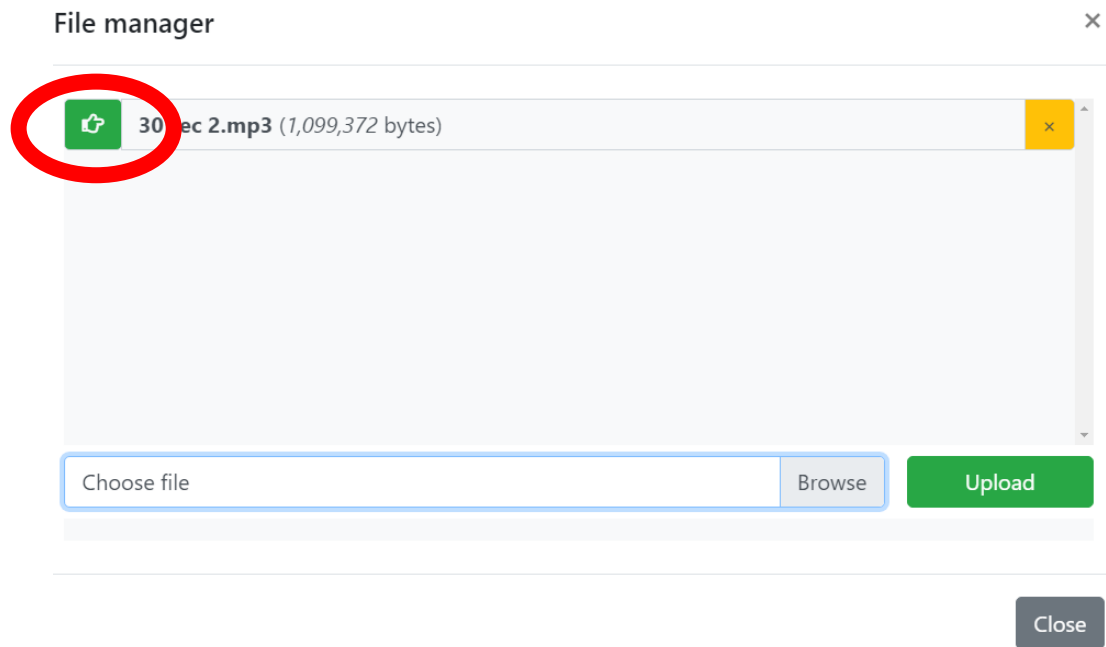 File manager
×
30 ec 2.mp3 (1,099,372 bytes)
×
Choose file
Browse
Upload
Close